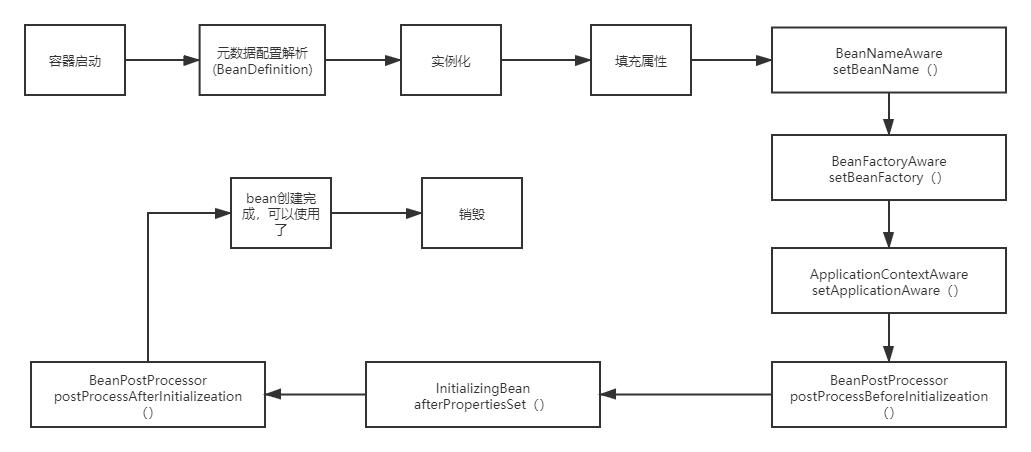 容器启动
元数据配置解析
(BeanDefinition)
实例化
填充属性
BeanNameAware
setBeanName（）
BeanFactoryAware
setBeanFactory（）
ApplicationContextAware
setApplicationAware（）
BeanPostProcessor
postProcessBeforeInitializeation
（）
InitializingBean
afterPropertiesSet（）
BeanPostProcessor
postProcessAfterInitializeation
（）
bean创建完
成，可以使用
了
销毁